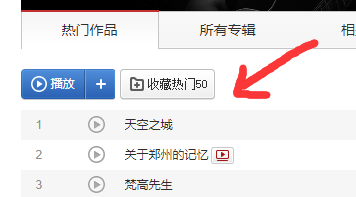 热门作品 所有专辑 相
播放 + 收藏热门50
1 天空之城
2 关于郑州的记忆
3 梵高先生